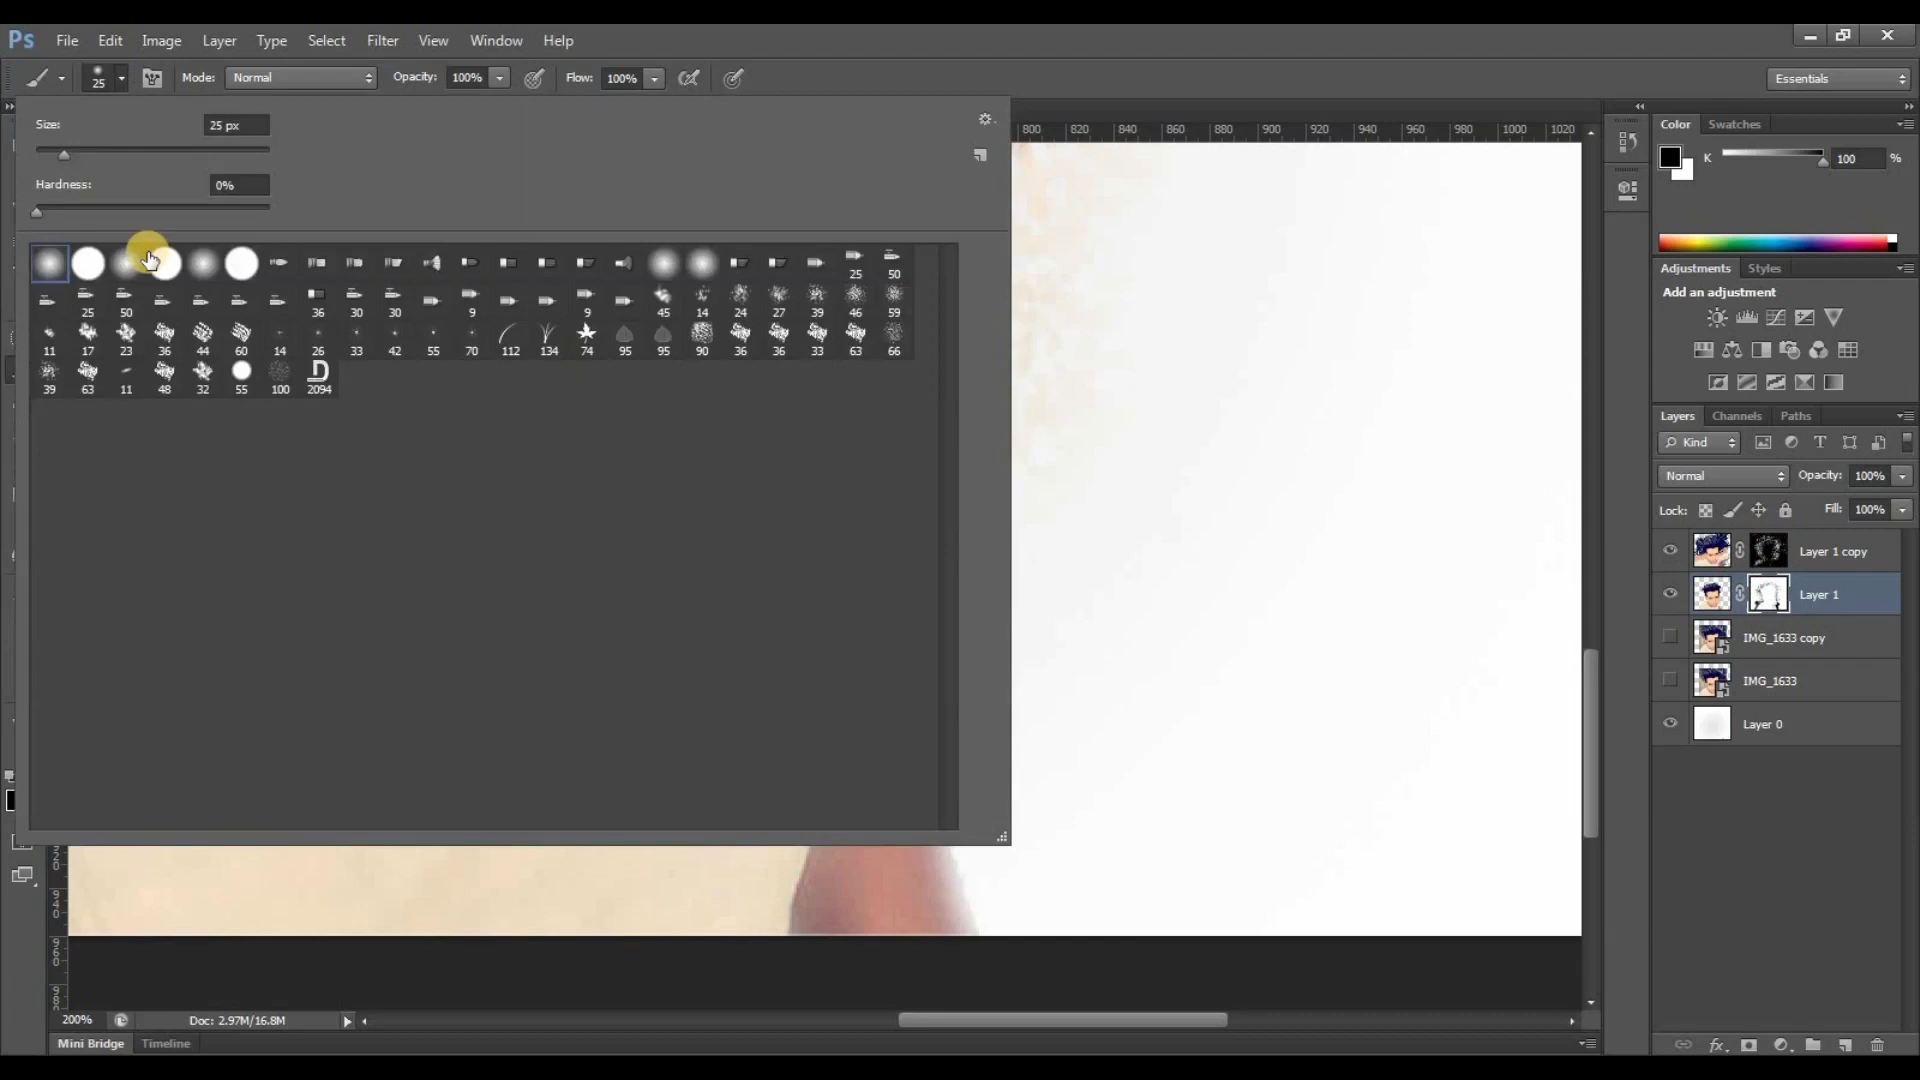 Ps File Edit Image Layer Type Select Filter View Window Help
25 Mode: Normal Opacity: 100% Flow: 100% Essentials
Size: 25 px
Hardness: 0%
25 50
25 50 36 30 30 9 9 45 14 24 27 39 46 59
11 17 23 36 44 60 14 26 33 42 55 70 112 134 74 95 95 90 36 36 33 63 66
39 63 11 48 32 55 100 2094
800 820 840 860 880 900 920 940 960 980 1000 1020
Color Swatches
K 100 %
Adjustments Styles
Add an adjustment
Layers Channels Paths
Kind
Normal Opacity: 100%
Lock: Fill: 100%
Layer 1 copy
Layer 1
IMG_1633 copy
IMG_1633
Layer 0
940
960
200% Doc: 2.97M/16.8M
Mini Bridge Timeline
fx